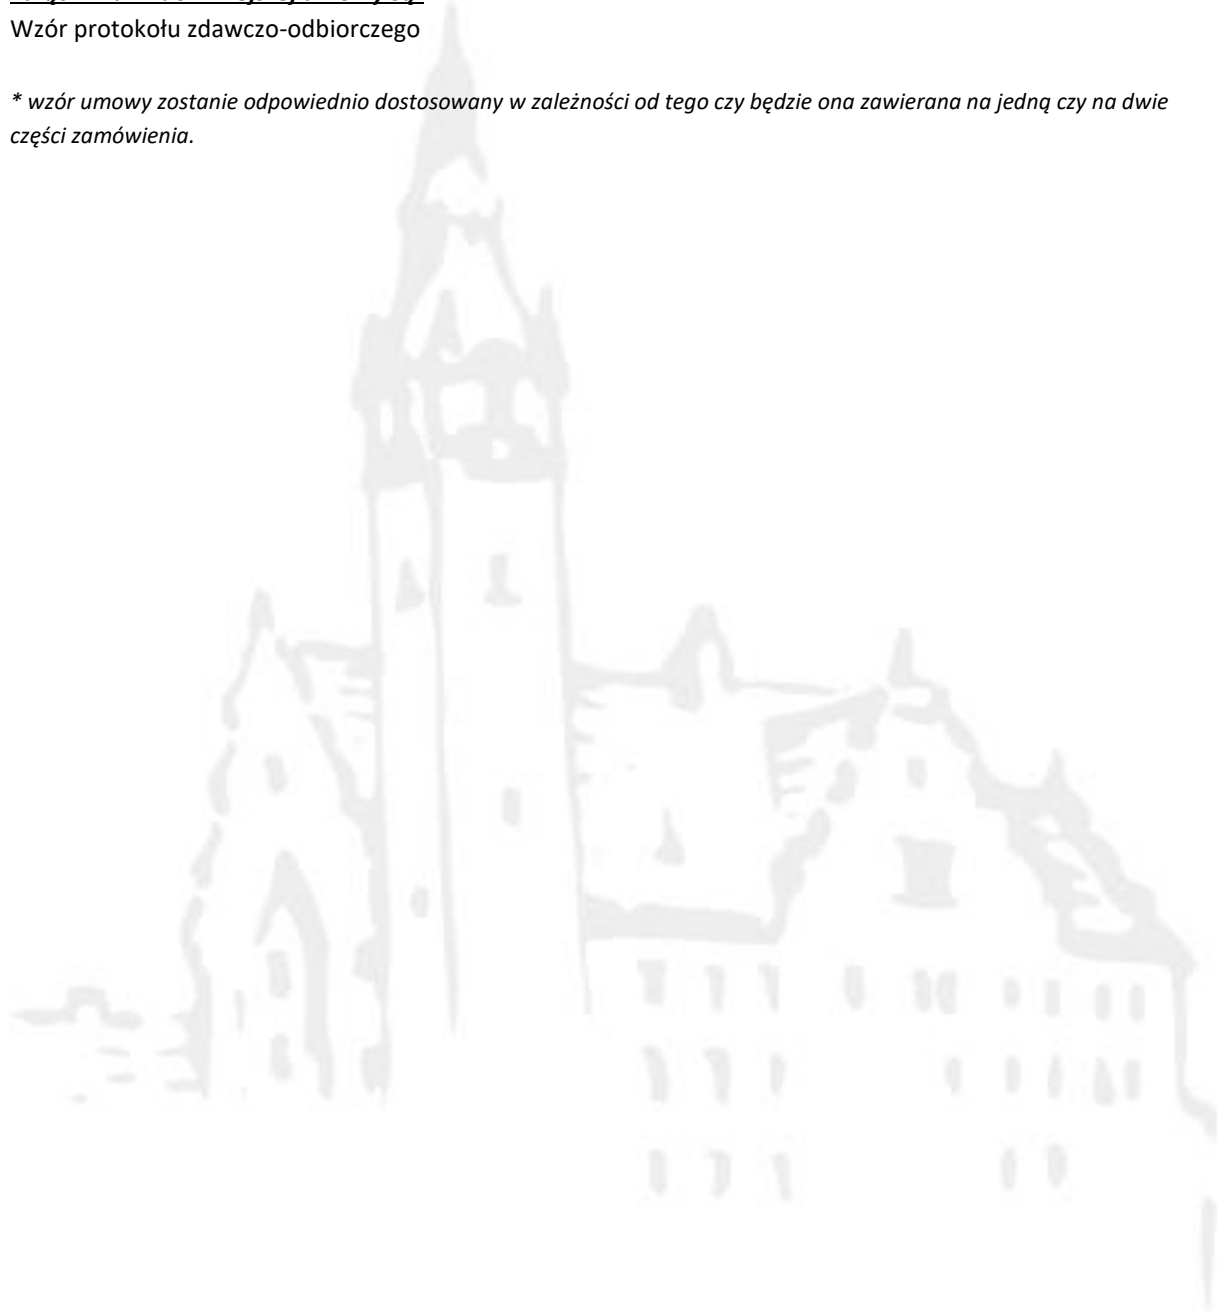 Wzór protokołu zdawczo-odbiorczego
* wzór umowy zostanie odpowiednio dostosowany w zależności od tego czy będzie ona zawierana na jedną czy na dwie
części zamówienia.